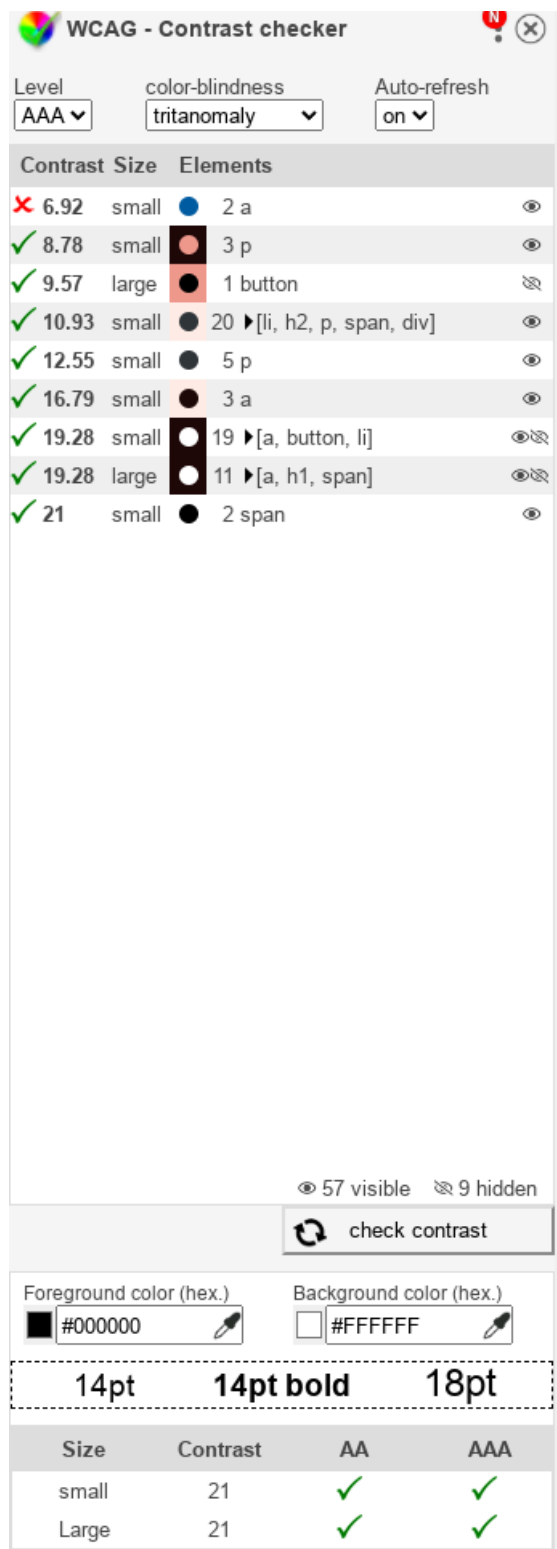 WCAG - Contrast checker N
Level color-blindness Auto-refresh
AAA tritanomaly on
Contrast Size Elements
6.92 small 2 a
8.78 small 3 p
9.57 large 1 button
10.93 small 20 [li, h2, p, span, div]
12.55 small 5 p
16.79 small 3 a
19.28 small 19 [a, button, li]
19.28 large 11 [a, h1, span]
21 small 2 span
57 visible 9 hidden
check contrast
Foreground color (hex.) Background color (hex.)
#000000 #FFFFFF
14pt 14pt bold 18pt
Size Contrast AA AAA
small 21
Large 21